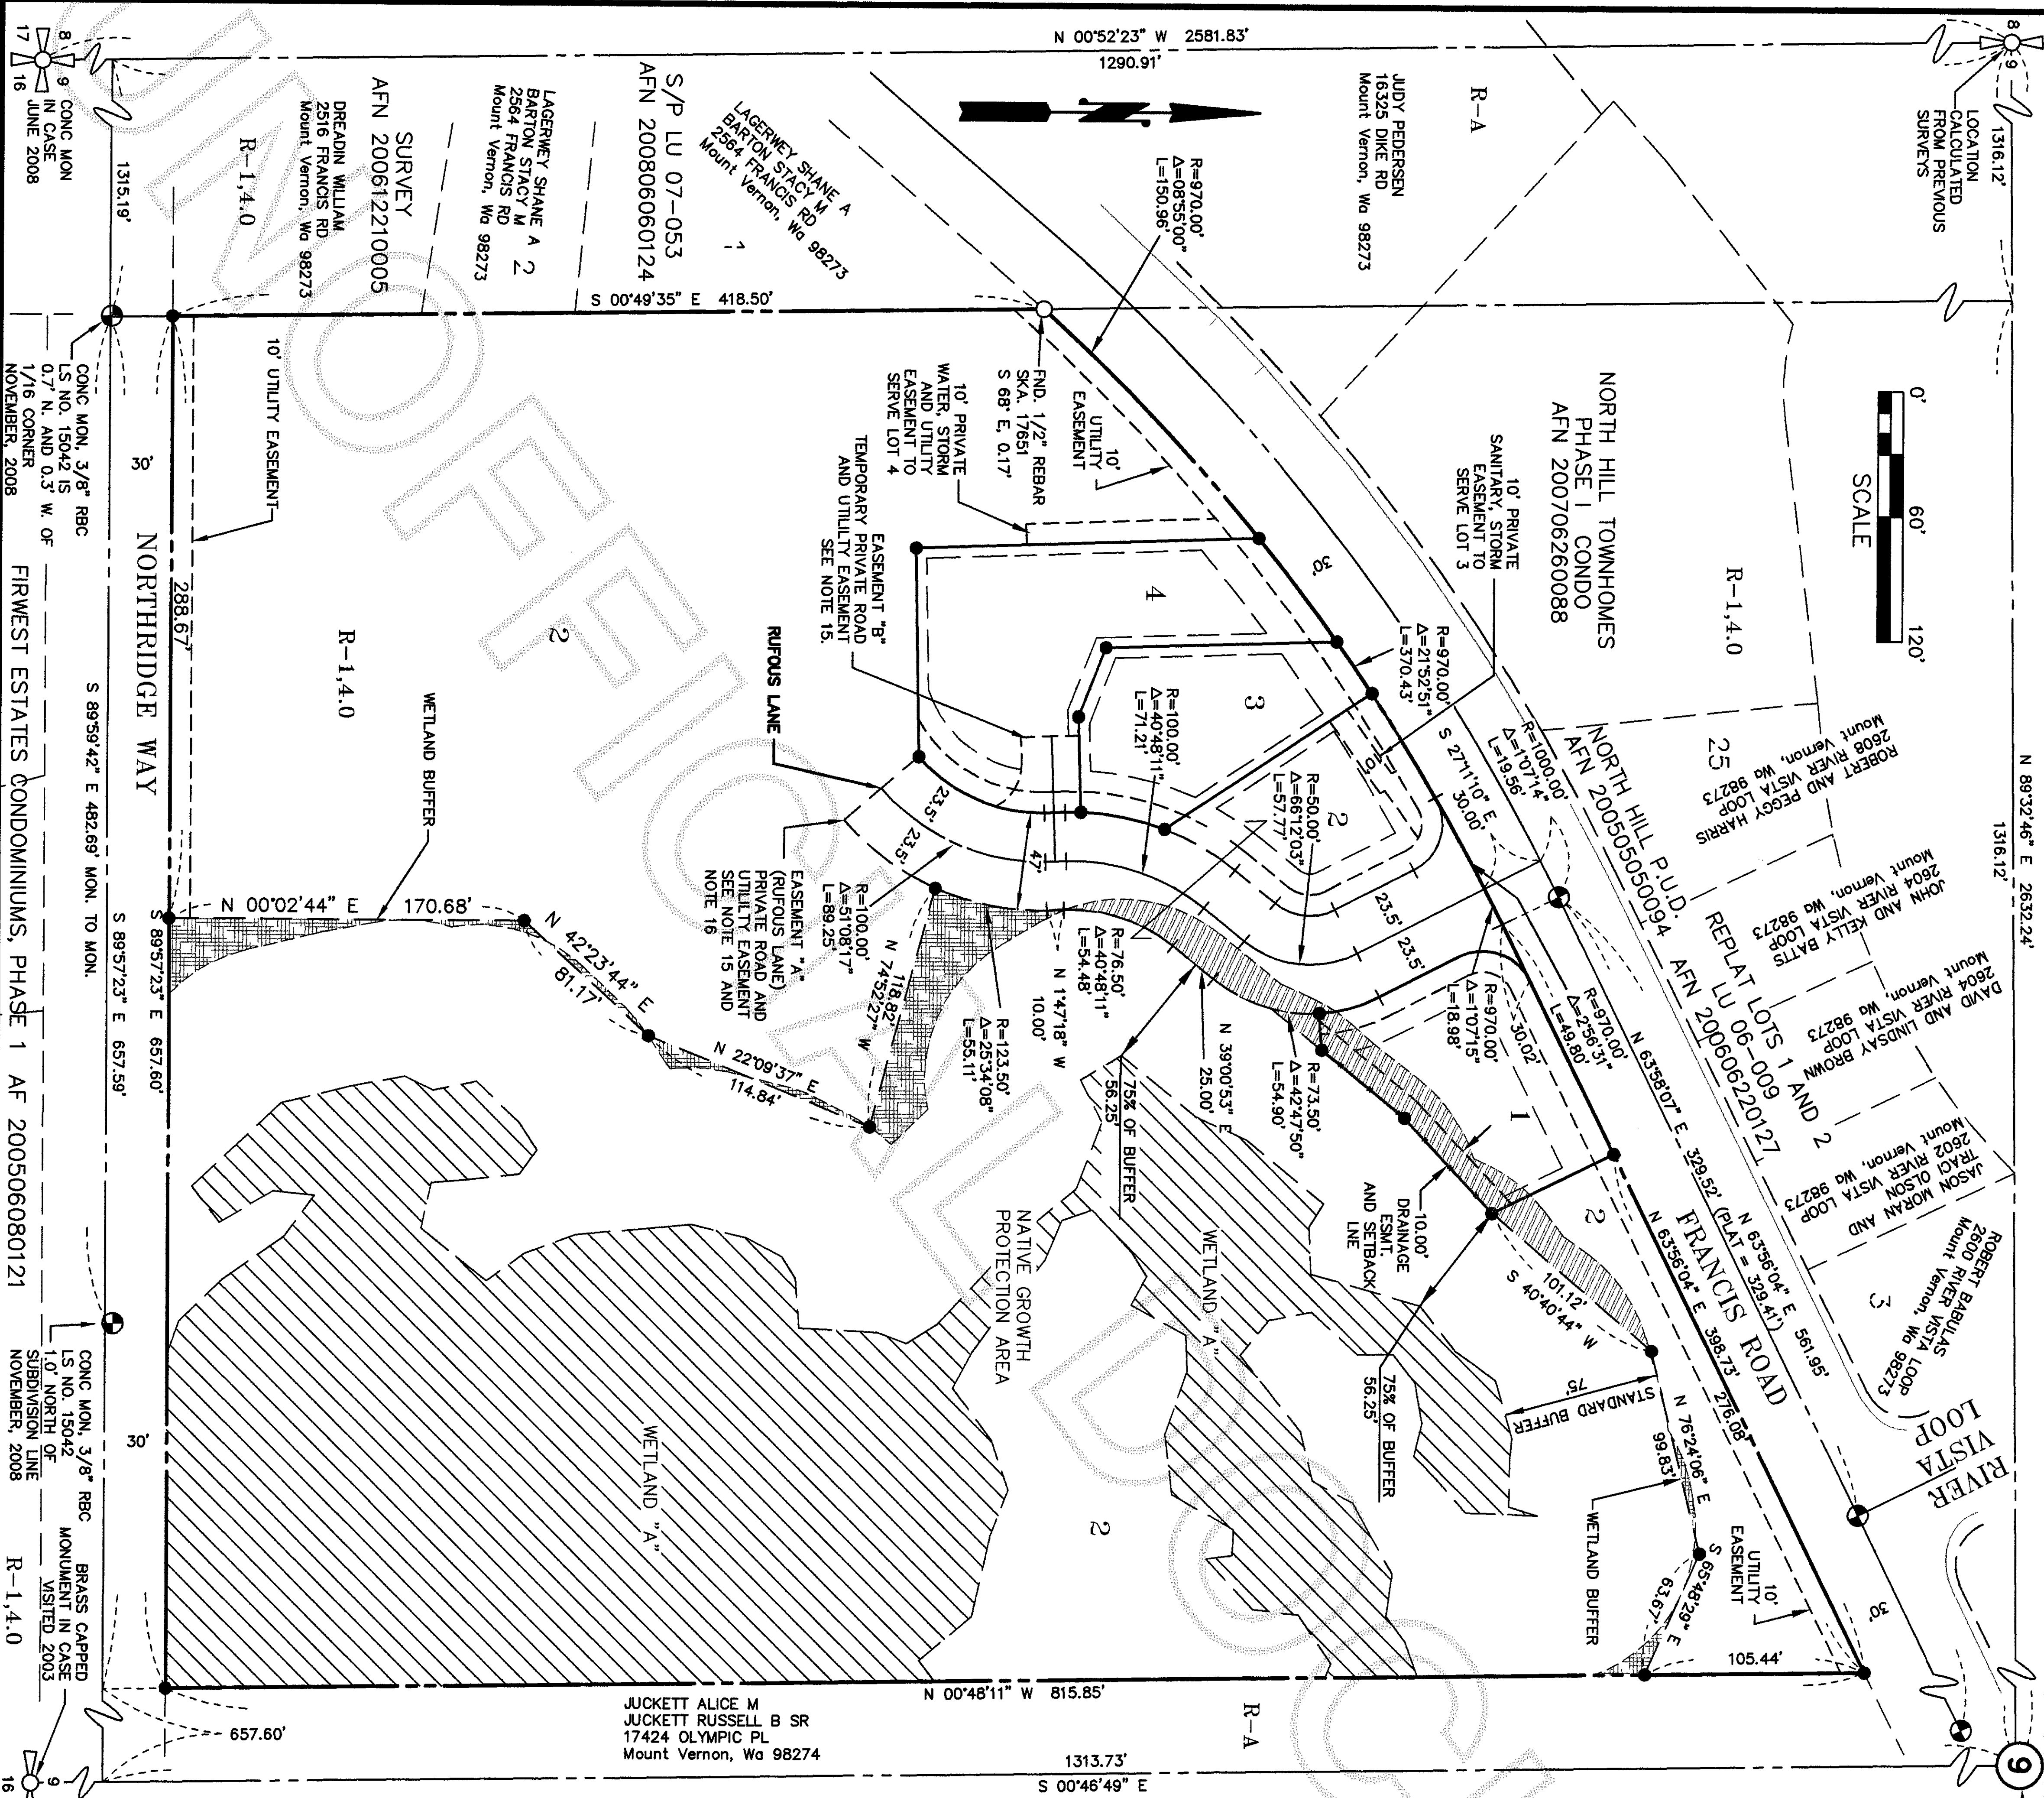 8
9
LOCATION
CALCULATED
FROM PREVIOUS
SURVEYS
1316.12'
N 89°32'46" E 2632.24'
1316.12'
9
N 00°52'23" W 2581.83'
1290.91'
R-A
JUDY PEDERSEN
16325 DIKE RD
Mount Vernon, Wa 98273
0' 60' 120'
SCALE
NORTH HILL TOWNHOMES
PHASE I CONDO
AFN 200706260088
R-1,4.0
25
ROBERT AND PEGGY HARRIS
2608 RIVER VISTA LOOP
Mount Vernon, Wa 98273
JOHN AND KELLY BATTS
2604 RIVER VISTA LOOP
Mount Vernon, Wa 98273
DAVID AND LINDSAY BROWN
2604 RIVER VISTA LOOP
Mount Vernon, Wa 98273
JASON MORAN AND
TRACI OLSON
2602 RIVER VISTA LOOP
Mount Vernon, Wa 98273
ROBERT BABULAS
2600 RIVER VISTA LOOP
Mount Vernon, Wa 98273
3
RIVER
VISTA
LOOP
NORTH HILL P.U.D.
AFN 200505050094
REPLAT LOTS 1 AND 2
LU 06-009
AFN 200606220127
N 63°56'04" E 561.95'
N 63°58'07" E 329.52' (PLAT = 329.41')
FRANCIS ROAD
N 63°56'04" E 398.73'
276.08'
30'
10'
UTILITY
EASEMENT
105.44'
R=970.00'
Δ=08°55'00"
L=150.96'
10' PRIVATE
SANITARY, STORM
EASEMENT TO
SERVE LOT 3
30'
R=970.00'
Δ=21°52'51"
L=370.43'
R=1000.00'
Δ=1°07'14"
L=19.56'
S 27°11'10" E
30.00'
R=970.00'
Δ=2°56'31"
L=49.80'
30.02'
R=970.00'
Δ=1°07'15"
L=18.98'
10'
UTILITY
EASEMENT
FND. 1/2" REBAR
SKA. 17651
S 68° E, 0.17'
10' PRIVATE
WATER, STORM
AND UTILITY
EASEMENT TO
SERVE LOT 4
EASEMENT "B"
TEMPORARY PRIVATE ROAD
AND UTILILTY EASEMENT
SEE NOTE 15.
RUFOUS LANE
4
3
2
1
2
10'
R=100.00'
Δ=40°48'11"
L=71.21'
R=50.00'
Δ=66°12'03"
L=57.77'
23.5'
23.5'
23.5'
23.5'
47'
R=100.00'
Δ=51°08'17"
L=89.25'
EASEMENT "A"
(RUFOUS LANE)
PRIVATE ROAD AND
UTILITY EASEMENT
SEE NOTE 15 AND
NOTE 16
R=76.50'
Δ=40°48'11"
L=54.48'
N 1°47'18" W
10.00'
R=123.50'
Δ=25°34'08"
L=55.11'
118.82'
N 74°52'27" W
N 39°00'53" E
25.00'
R=73.50'
Δ=42°47'50"
L=54.90'
75% OF BUFFER
56.25'
10.00'
DRAINAGE
ESMT.
AND SETBACK
LNE
101.12'
S 40°40'44" W
75% OF BUFFER
56.25'
75'
STANDARD BUFFER
N 76°24'06" E
99.83'
S 65°48'29" E
63.67'
WETLAND BUFFER
S 00°49'35" E 418.50'
LAGERWEY SHANE A
BARTON STACY M
2564 FRANCIS RD
Mount Vernon, Wa 98273
1
S/P LU 07-053
AFN 200806060124
LAGERWEY SHANE A
BARTON STACY M
2564 FRANCIS RD
Mount Vernon, Wa 98273
2
SURVEY
AFN 200612210005
DREADIN WILLIAM
2516 FRANCIS RD
Mount Vernon, Wa 98273
R-1,4.0
8
9
17
16
CONC MON
IN CASE
JUNE 2008
1315.19'
10' UTILITY EASEMENT
30'
2
R-1,4.0
WETLAND BUFFER
N 00°02'44" E 170.68'
N 42°23'44" E
81.17'
N 22°09'37" E
114.84'
NATIVE GROWTH
PROTECTION AREA
WETLAND "A"
WETLAND "A"
2
288.67'
NORTHRIDGE WAY
S 89°57'23" E 657.60'
S 89°57'23" E 657.59'
S 89°59'42" E 482.69' MON. TO MON.
30'
CONC MON, 3/8" RBC
LS NO. 15042 IS
0.7' N. AND 0.3' W. OF
1/16 CORNER
NOVEMBER, 2008
FIRWEST ESTATES CONDOMINIUMS, PHASE 1 AF 200506080121
CONC MON, 3/8" RBC
LS NO. 15042
1.0' NORTH OF
SUBDIVISION LINE
NOVEMBER, 2008
BRASS CAPPED
MONUMENT IN CASE
VISITED 2003
R-1,4.0
657.60'
N 00°48'11" W 815.85'
R-A
JUCKETT ALICE M
JUCKETT RUSSELL B SR
17424 OLYMPIC PL
Mount Vernon, Wa 98274
1313.73'
S 00°46'49" E
9
16
UNOFFICIAL DOC